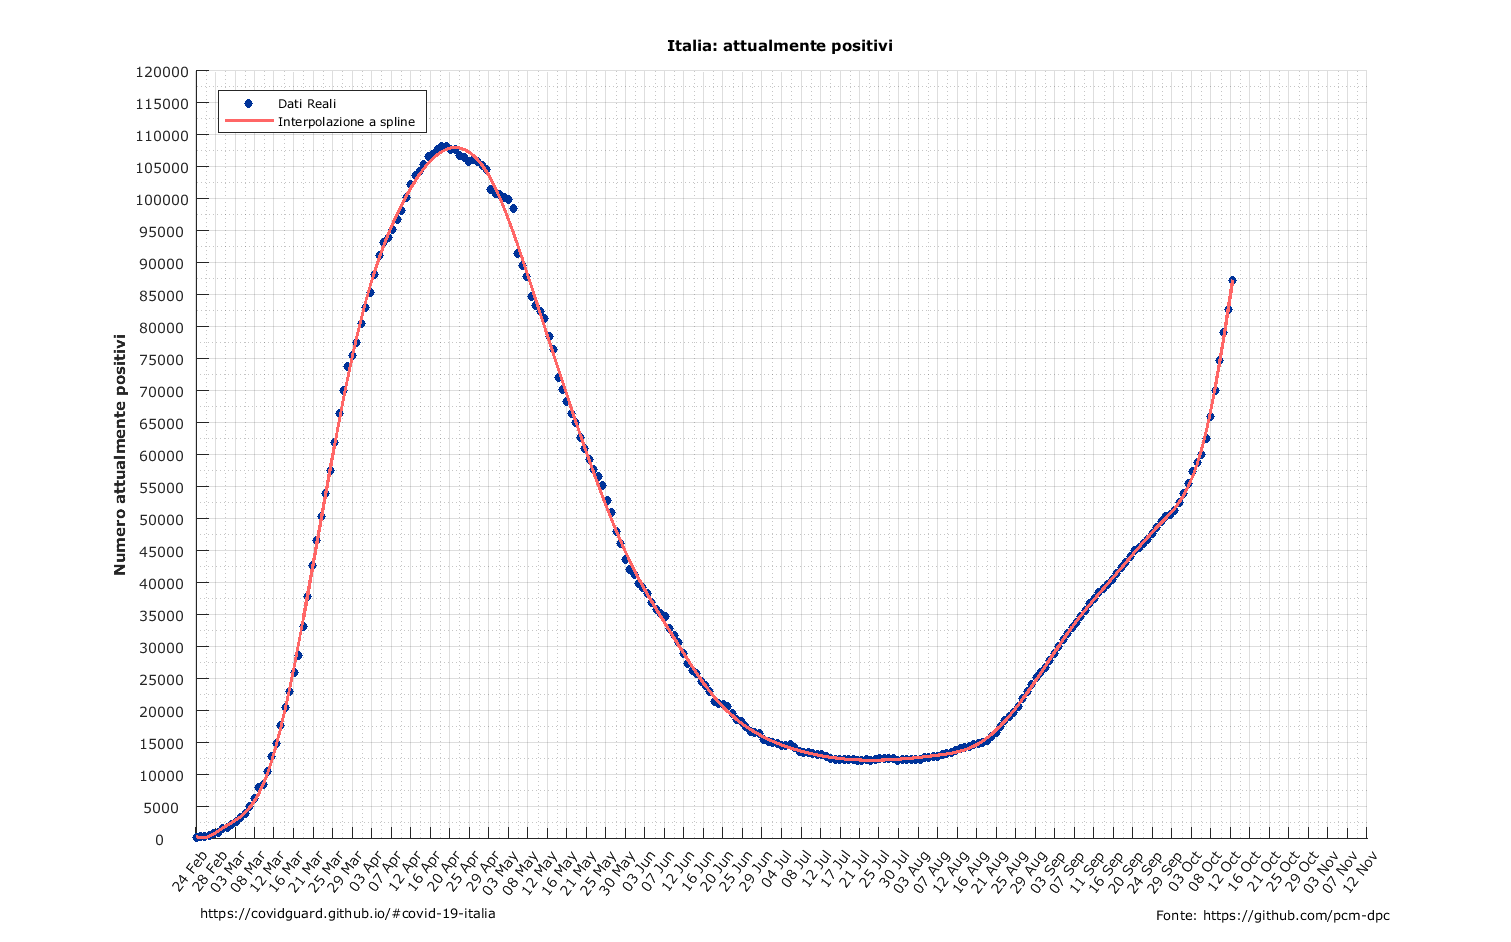 Italia: attualmente positivi
120000
115000
110000
105000
100000
95000
90000
85000
80000
75000
70000
65000
60000
55000
50000
45000
40000
35000
30000
25000
20000
15000
10000
5000
0
Numero attualmente positivi
Dati Reali
Interpolazione a spline
24 Feb
28 Feb
03 Mar
08 Mar
12 Mar
16 Mar
21 Mar
25 Mar
29 Mar
03 Apr
07 Apr
12 Apr
16 Apr
20 Apr
25 Apr
29 Apr
03 May
08 May
12 May
16 May
21 May
25 May
30 May
03 Jun
07 Jun
12 Jun
16 Jun
20 Jun
25 Jun
29 Jun
04 Jul
08 Jul
12 Jul
17 Jul
21 Jul
25 Jul
30 Jul
03 Aug
07 Aug
12 Aug
16 Aug
21 Aug
25 Aug
29 Aug
03 Sep
07 Sep
11 Sep
16 Sep
20 Sep
24 Sep
29 Sep
03 Oct
08 Oct
12 Oct
16 Oct
21 Oct
25 Oct
29 Oct
03 Nov
07 Nov
12 Nov
https://covidguard.github.io/#covid-19-italia
Fonte: https://github.com/pcm-dpc